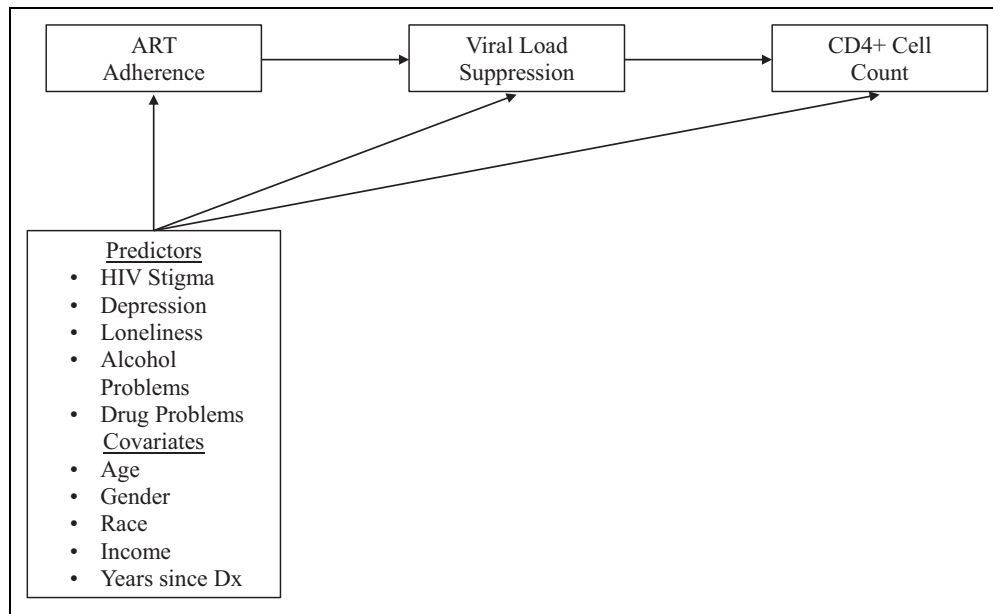 ART
Adherence
Viral Load
Suppression
CD4+ Cell
Count
Predictors
• HIV Stigma
• Depression
• Loneliness
• Alcohol
Problems
• Drug Problems
Covariates
• Age
• Gender
• Race
• Income
• Years since Dx